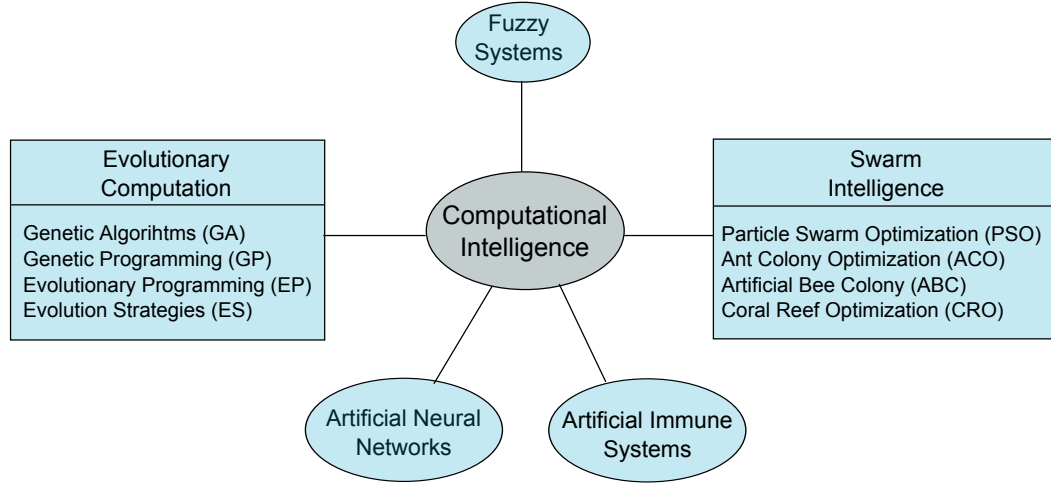 Fuzzy
Systems
Evolutionary
Computation
Genetic Algorihtms (GA)
Genetic Programming (GP)
Evolutionary Programming (EP)
Evolution Strategies (ES)
Computational
Intelligence
Swarm
Intelligence
Particle Swarm Optimization (PSO)
Ant Colony Optimization (ACO)
Artificial Bee Colony (ABC)
Coral Reef Optimization (CRO)
Artificial Neural
Networks
Artificial Immune
Systems